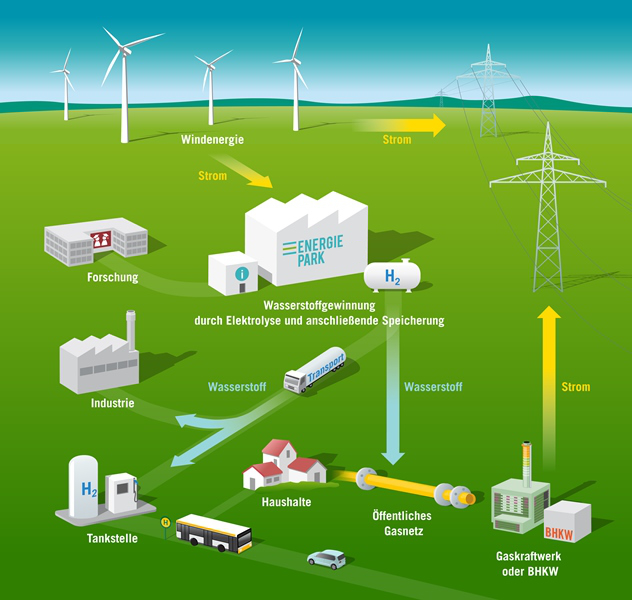 Windenergie
Strom
Strom
ENERGIE
PARK
i
H2
Forschung
Wasserstoffgewinnung
durch Elektrolyse und anschließende Speicherung
Transport
Wasserstoff
Wasserstoff
Strom
Industrie
H2
Haushalte
Öffentliches
Gasnetz
H
BHKW
Tankstelle
Gaskraftwerk
oder BHKW